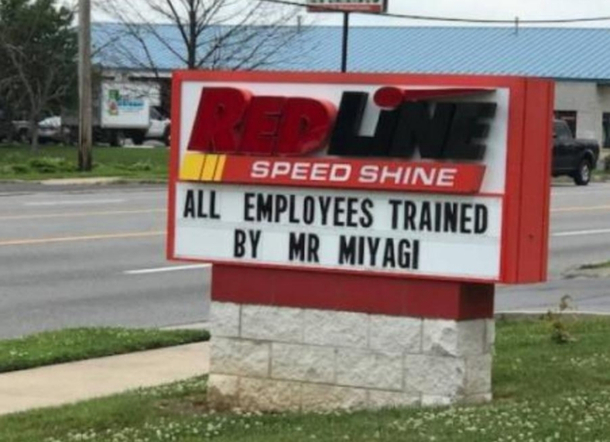 REDLINE
SPEED SHINE
ALL EMPLOYEES TRAINED
BY MR MIYAGI